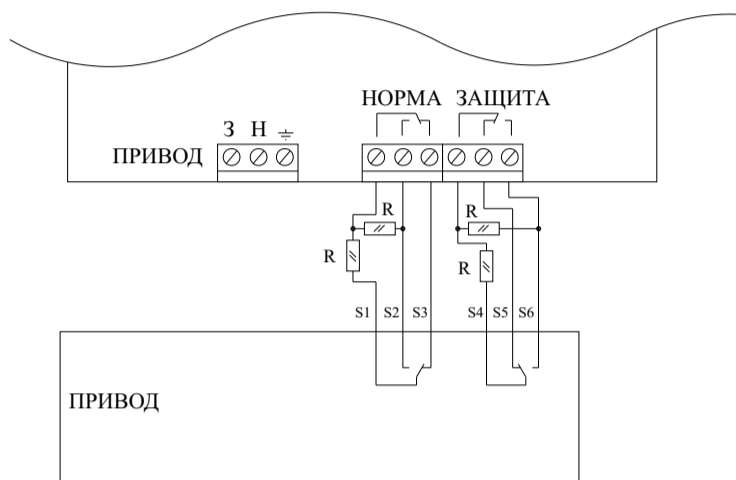 НОРМА ЗАЩИТА
З Н
ПРИВОД
R R
R R
S1 S2 S3 S4 S5 S6
ПРИВОД